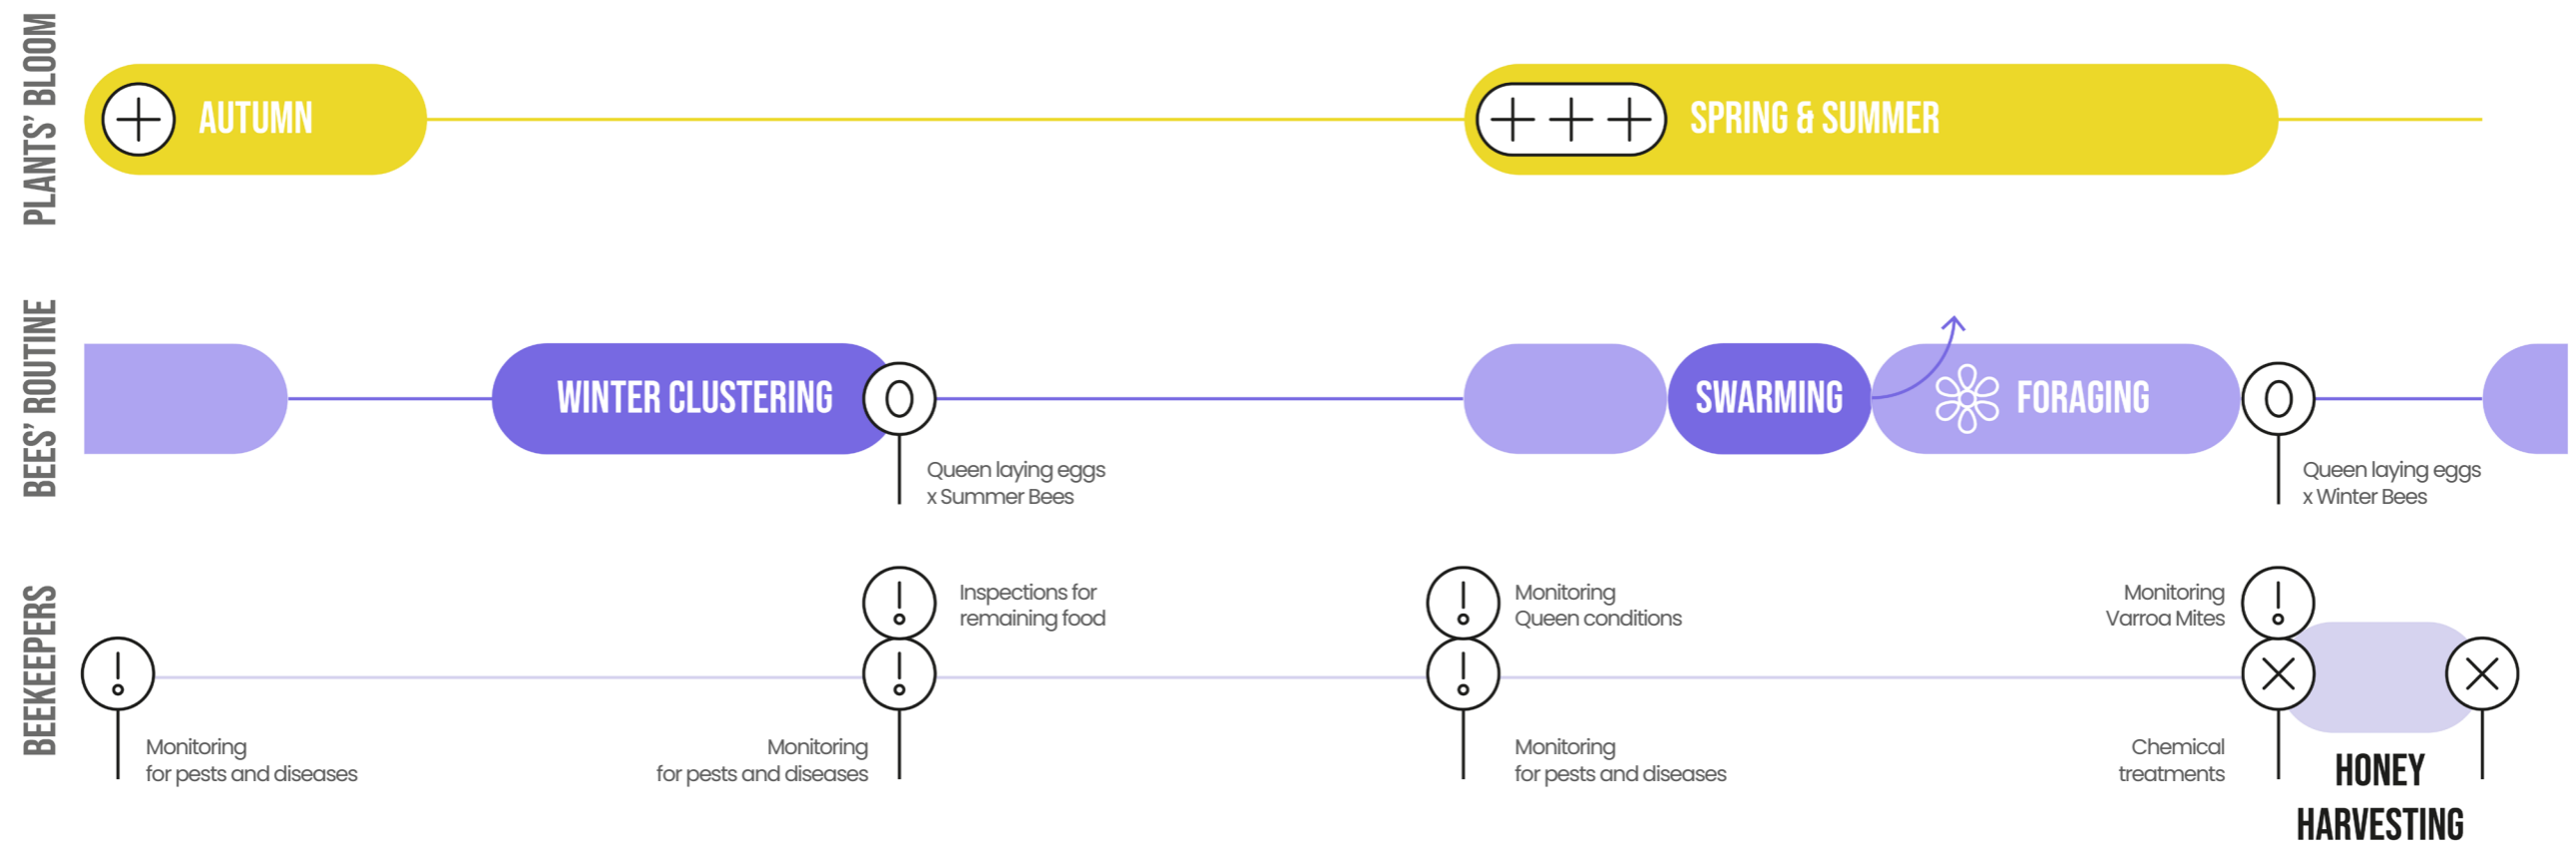 PLANTS' BLOOM
AUTUMN
SPRING & SUMMER
BEES' ROUTINE
WINTER CLUSTERING
SWARMING
FORAGING
Queen laying eggs
x Summer Bees
Queen laying eggs
x Winter Bees
BEEKEEPERS
Inspections for
remaining food
Monitoring
Queen conditions
Monitoring
Varroa Mites
Monitoring
for pests and diseases
Monitoring
for pests and diseases
Monitoring
for pests and diseases
Chemical
treatments
HONEY
HARVESTING